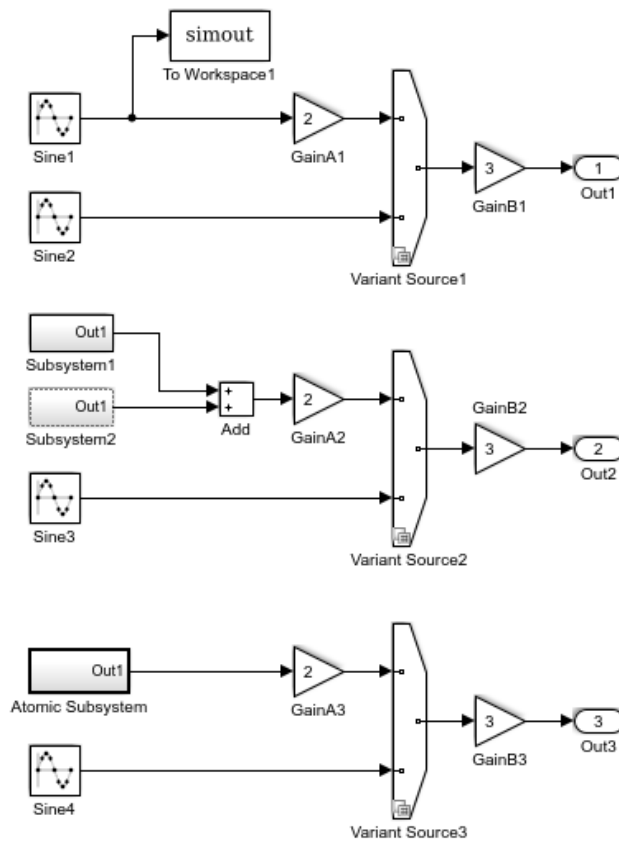 simout
To Workspace1
Sine1
2
GainA1
3
GainB1
1
Out1
Sine2
Variant Source1
Out1
Subsystem1
Out1
Subsystem2
+
+
Add
2
GainA2
GainB2
3
2
Out2
Sine3
Variant Source2
Out1
Atomic Subsystem
2
GainA3
3
GainB3
3
Out3
Sine4
Variant Source3